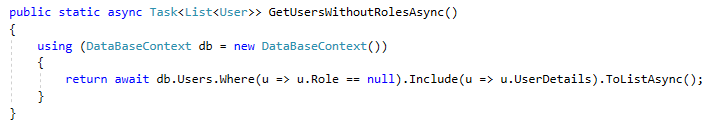 public static async Task<List<User>> GetUsersWithoutRolesAsync()
{
using (DataBaseContext db = new DataBaseContext())
{
return await db.Users.Where(u => u.Role == null).Include(u => u.UserDetails).ToListAsync();
}
}